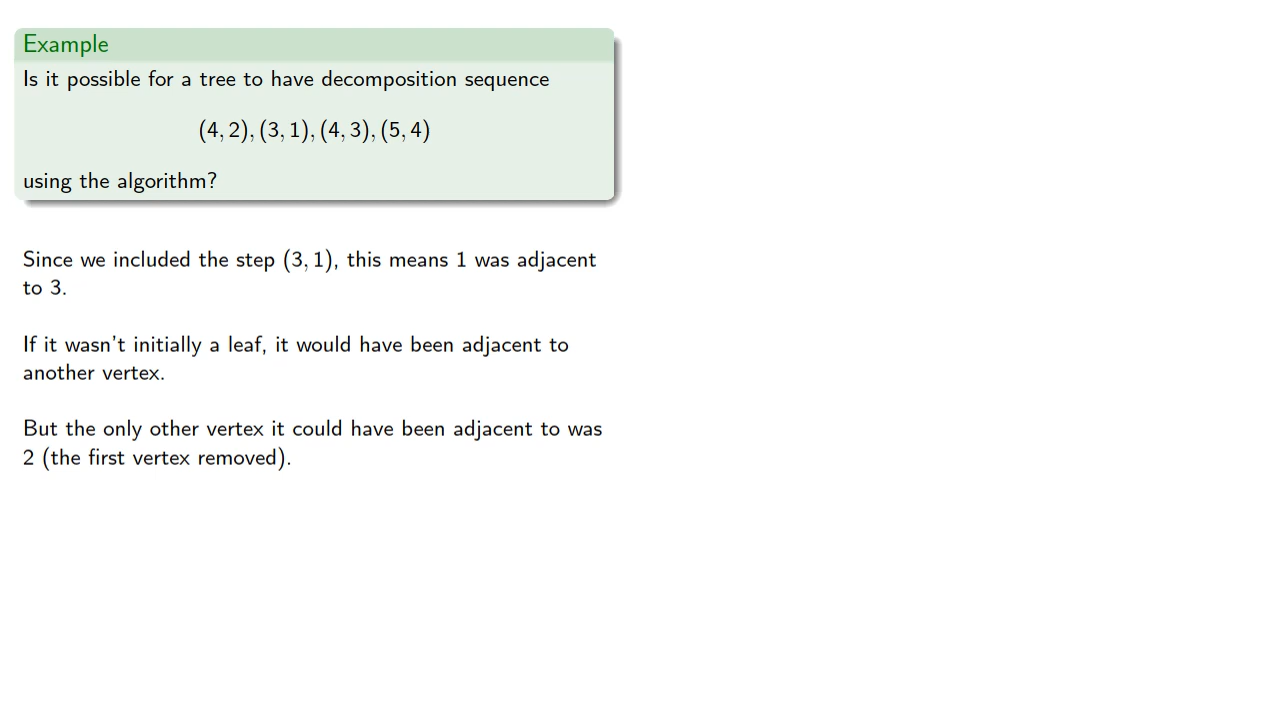 Example
Is it possible for a tree to have decomposition sequence
(4, 2), (3, 1), (4, 3), (5, 4)
using the algorithm?
Since we included the step (3, 1), this means 1 was adjacent
to 3.
If it wasn't initially a leaf, it would have been adjacent to
another vertex.
But the only other vertex it could have been adjacent to was
2 (the first vertex removed).